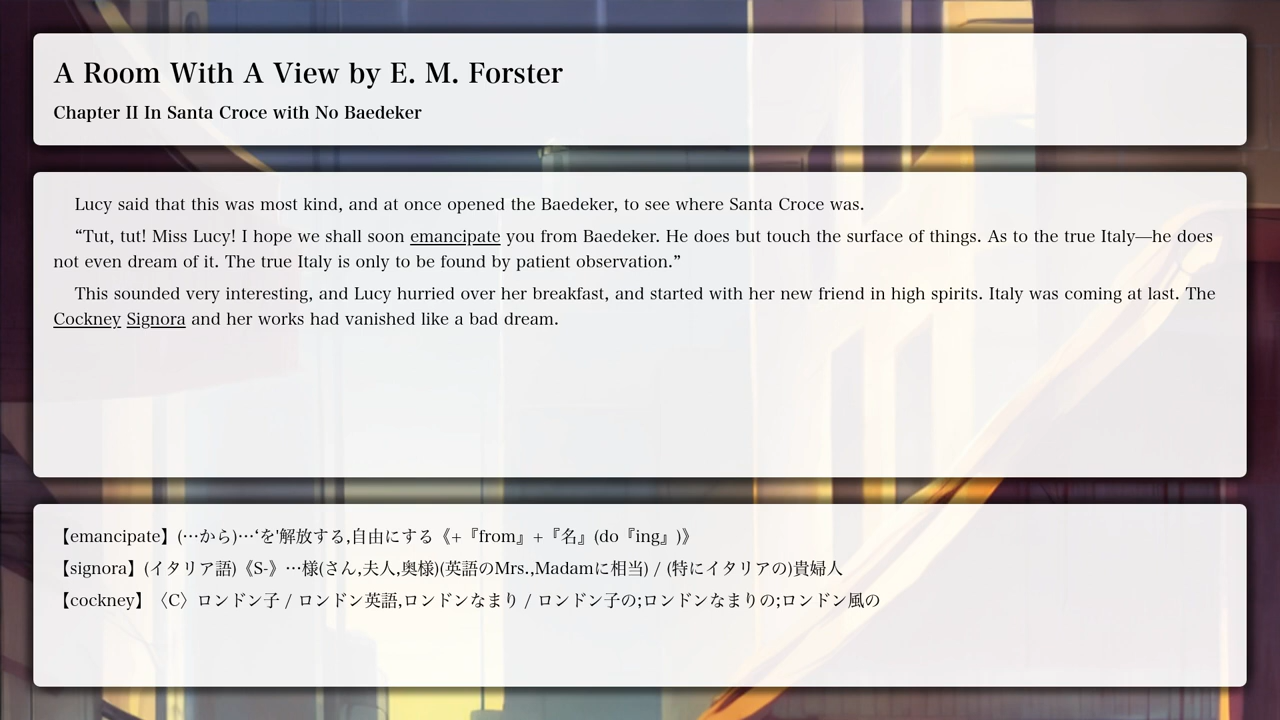 A Room With A View by E. M. Forster
Chapter II In Santa Croce with No Baedeker
Lucy said that this was most kind, and at once opened the Baedeker, to see where Santa Croce was.
“Tut, tut! Miss Lucy! I hope we shall soon emancipate you from Baedeker. He does but touch the surface of things. As to the true Italy—he does
not even dream of it. The true Italy is only to be found by patient observation.”
This sounded very interesting, and Lucy hurried over her breakfast, and started with her new friend in high spirits. Italy was coming at last. The
Cockney Signora and her works had vanished like a bad dream.
【emancipate】(…から)…‘を'解放する,自由にする《+『from』+『名』(do『ing』)》
【signora】(イタリア語)《S-》…様(さん,夫人,奥様)(英語のMrs.,Madamに相当) / (特にイタリアの)貴婦人
【cockney】〈C〉ロンドン子 / ロンドン英語,ロンドンなまり / ロンドン子の;ロンドンなまりの;ロンドン風の